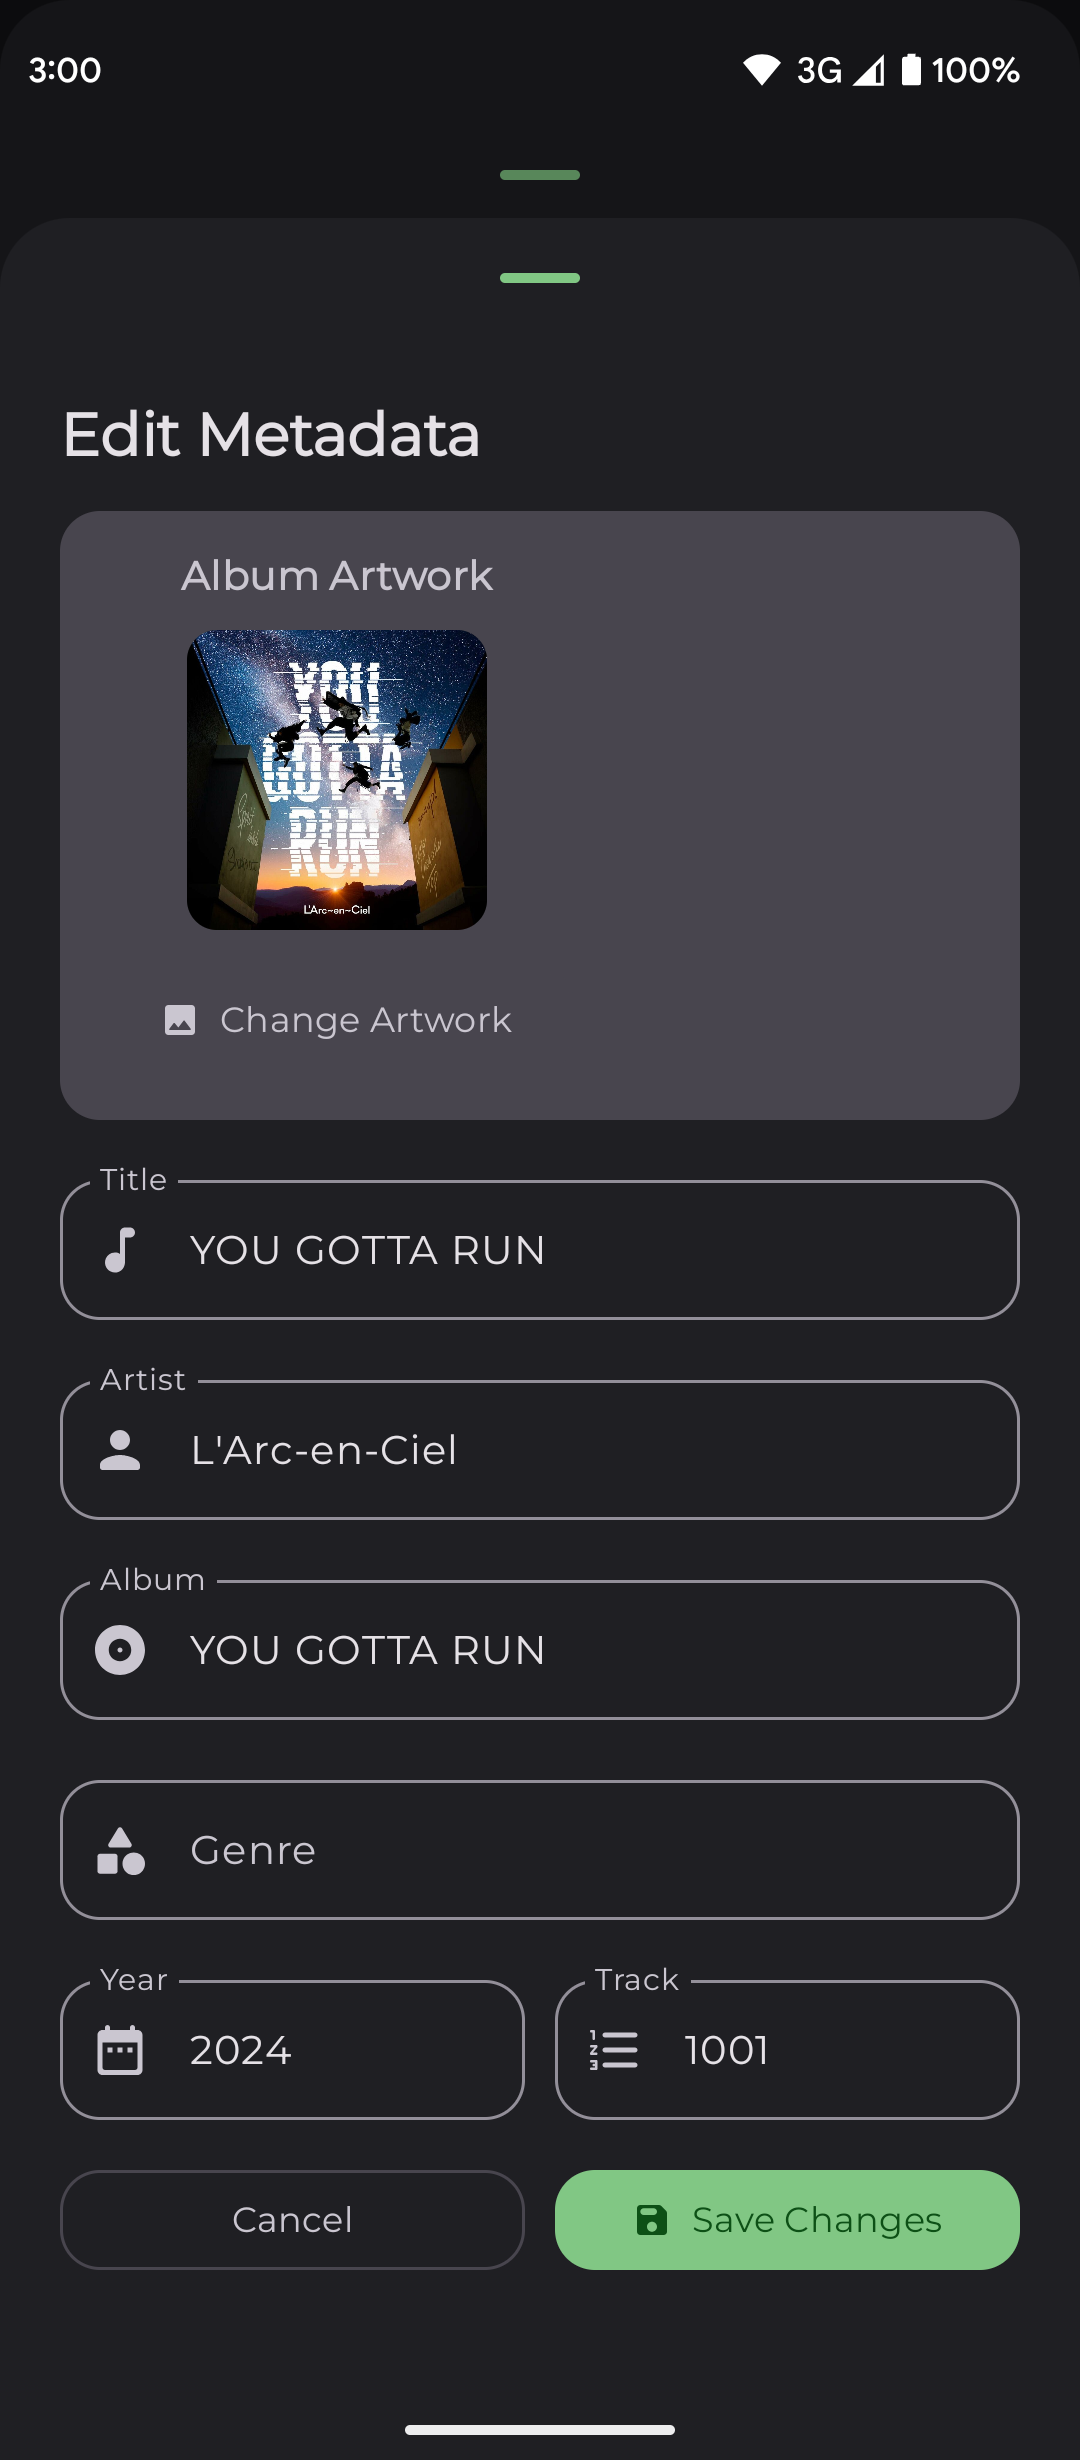 3:00
3G 100%
Edit Metadata
Album Artwork
YOU
GOTTA
RUN
L'Arc~en~Ciel
Change Artwork
Title
YOU GOTTA RUN
Artist
L'Arc-en-Ciel
Album
YOU GOTTA RUN
Genre
Year
2024
Track
1001
Cancel
Save Changes